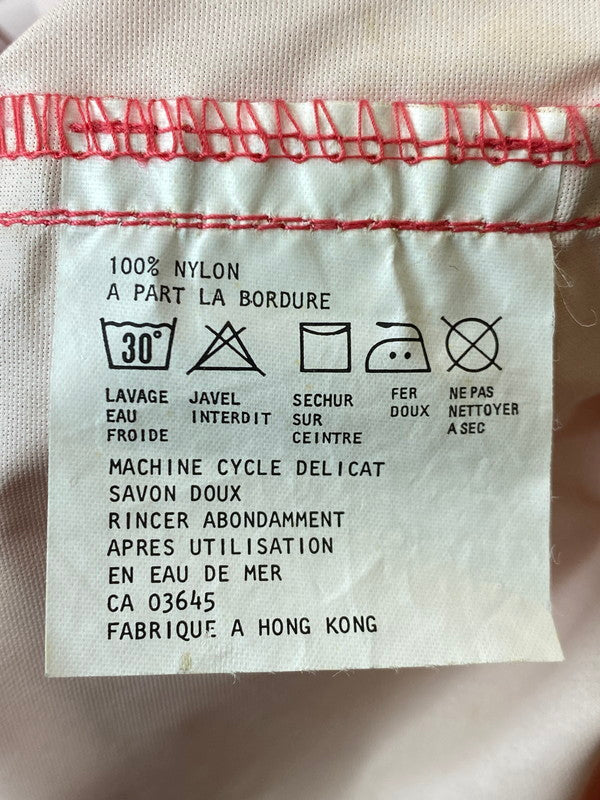 100% NYLON
A PART LA BORDURE
30°
LAVAGE
EAU
FROIDE
JAVEL
INTERDIT
SECHUR
SUR
CEINTRE
FER
DOUX
NE PAS
NETTOYER
A SEC
MACHINE CYCLE DELICAT
SAVON DOUX
RINCER ABONDAMMENT
APRES UTILISATION
EN EAU DE MER
CA 03645
FABRIQUE A HONG KONG